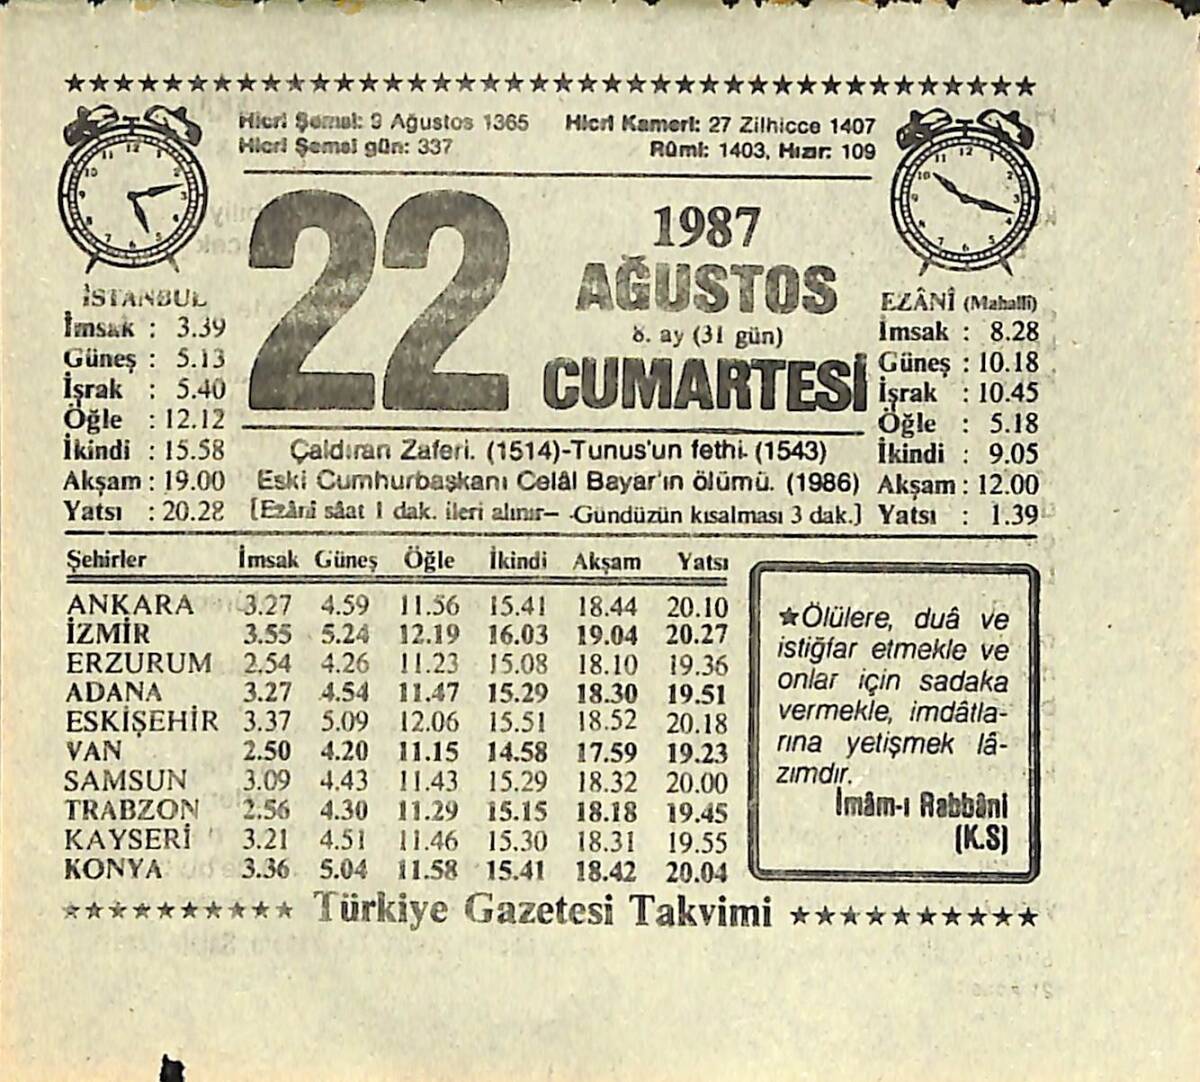 Hicri Şemsi: 9 Ağustos 1365 Hicri Kameri: 27 Zilhicce 1407
Hicri Şemsi gün: 337 Rûmi: 1403, Hızır: 109
22
1987
AĞUSTOS
8. ay (31 gün)
CUMARTESİ
İSTANBUL
İmsak : 3.39
Güneş : 5.13
İşrak : 5.40
Öğle : 12.12
İkindi : 15.58
Akşam : 19.00
Yatsı : 20.28
EZÂNÎ (Mahallî)
İmsak : 8.28
Güneş : 10.18
İşrak : 10.45
Öğle : 5.18
İkindi : 9.05
Akşam : 12.00
Yatsı : 1.39
Çaldıran Zaferi. (1514)-Tunus'un fethi. (1543)
Eski Cumhurbaşkanı Celâl Bayar'ın ölümü. (1986)
[Ezânî sâat 1 dak. ileri alınır— -Gündüzün kısalması 3 dak.]
Şehirler İmsak Güneş Öğle İkindi Akşam Yatsı
ANKARA 3.27 4.59 11.56 15.41 18.44 20.10
İZMİR 3.55 5.24 12.19 16.03 19.04 20.27
ERZURUM 2.54 4.26 11.23 15.08 18.10 19.36
ADANA 3.27 4.54 11.47 15.29 18.30 19.51
ESKİŞEHİR 3.37 5.09 12.06 15.51 18.52 20.18
VAN 2.50 4.20 11.15 14.58 17.59 19.23
SAMSUN 3.09 4.43 11.43 15.29 18.32 20.00
TRABZON 2.56 4.30 11.29 15.15 18.18 19.45
KAYSERİ 3.21 4.51 11.46 15.30 18.31 19.55
KONYA 3.36 5.04 11.58 15.41 18.42 20.04
★Ölülere, duâ ve
istiğfar etmekle ve
onlar için sadaka
vermekle, imdâtla-
rına yetişmek lâ-
zımdır.
İmâm-ı Rabbâni
(K.S)
Türkiye Gazetesi Takvimi